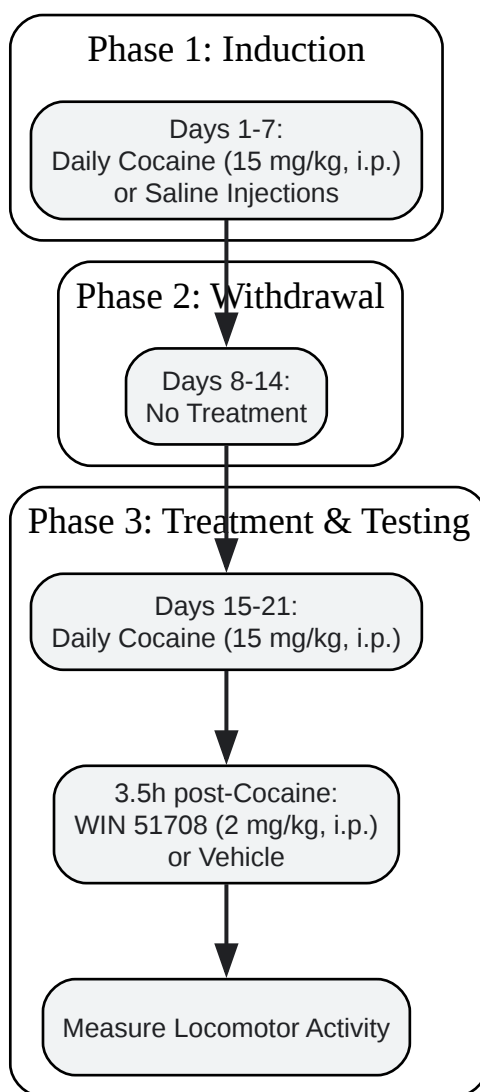 Phase 1: Induction
Days 1-7:
Daily Cocaine (15 mg/kg, i.p.)
or Saline Injections
Phase 2: Withdrawal
Days 8-14:
No Treatment
Phase 3: Treatment & Testing
Days 15-21:
Daily Cocaine (15 mg/kg, i.p.)
3.5h post-Cocaine:
WIN 51708 (2 mg/kg, i.p.)
or Vehicle
Measure Locomotor Activity